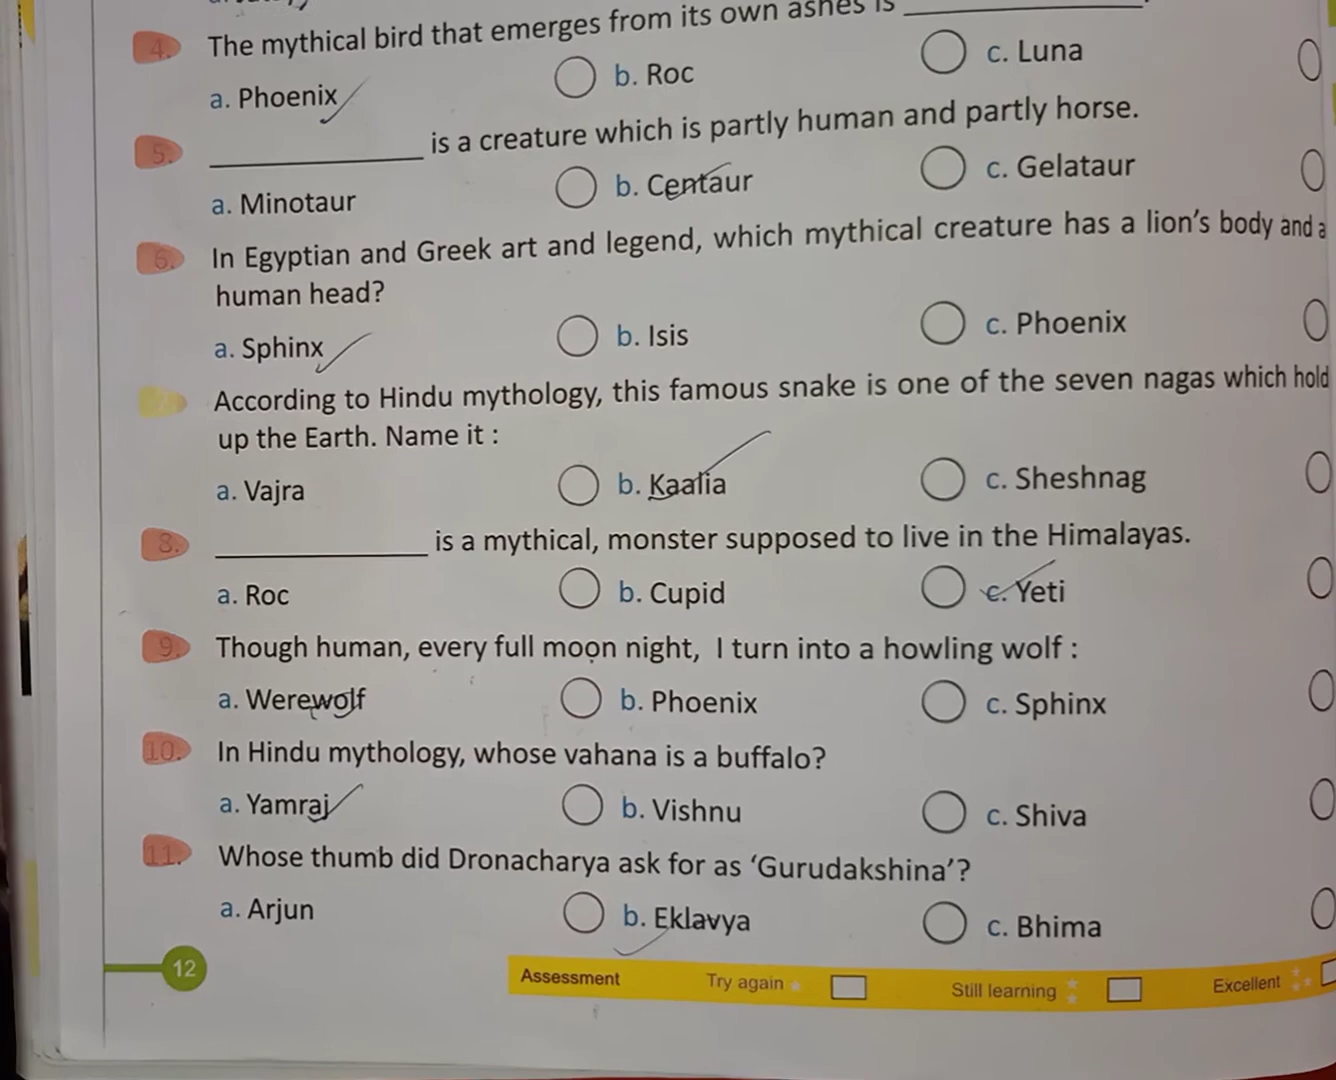 4. The mythical bird that emerges from its own ashes is
a. Phoenix b. Roc c. Luna
5. is a creature which is partly human and partly horse.
a. Minotaur b. Centaur c. Gelataur
6. In Egyptian and Greek art and legend, which mythical creature has a lion's body and a
human head?
a. Sphinx b. Isis c. Phoenix
According to Hindu mythology, this famous snake is one of the seven nagas which hold
up the Earth. Name it :
a. Vajra b. Kaalia c. Sheshnag
8. is a mythical, monster supposed to live in the Himalayas.
a. Roc b. Cupid c. Yeti
9. Though human, every full moon night, I turn into a howling wolf :
a. Werewolf b. Phoenix c. Sphinx
10. In Hindu mythology, whose vahana is a buffalo?
a. Yamraj b. Vishnu c. Shiva
11. Whose thumb did Dronacharya ask for as 'Gurudakshina'?
a. Arjun b. Eklavya c. Bhima
12 Assessment Try again Still learning Excellent